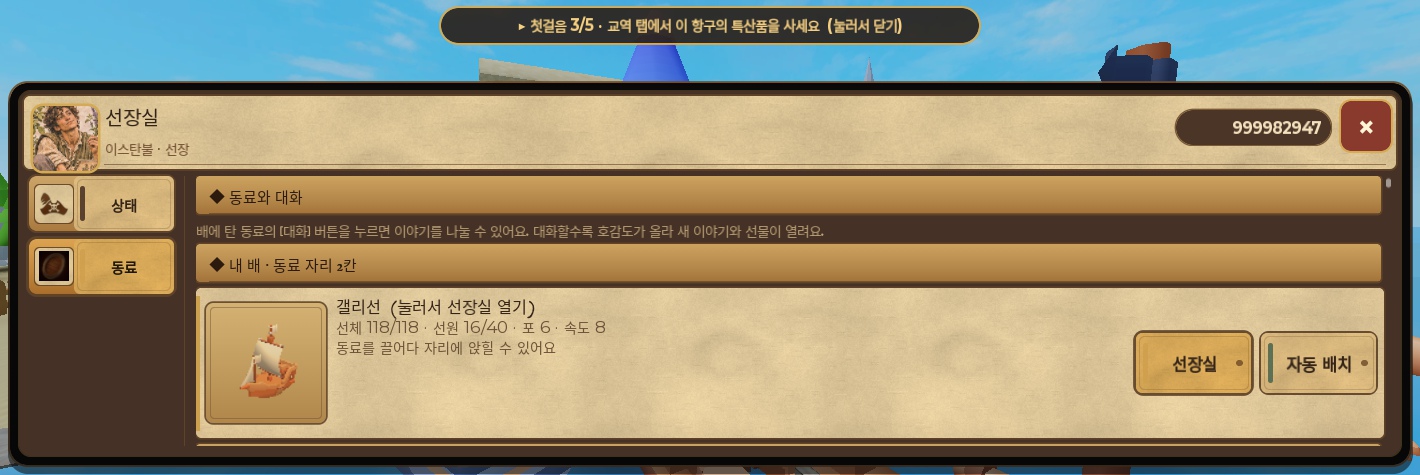 ▸ 첫걸음 3/5 · 교역 탭에서 이 항구의 특산품을 사세요 (눌러서 닫기)
선장실
이스탄불 · 선장
999982947
×
상태
동료
◆ 동료와 대화
배에 탄 동료의 [대화] 버튼을 누르면 이야기를 나눌 수 있어요. 대화할수록 호감도가 올라 새 이야기와 선물이 열려요.
◆ 내 배 · 동료 자리 2칸
갤리선 (눌러서 선장실 열기)
선체 118/118 · 선원 16/40 · 포 6 · 속도 8
동료를 끌어다 자리에 앉힐 수 있어요
선장실
자동 배치